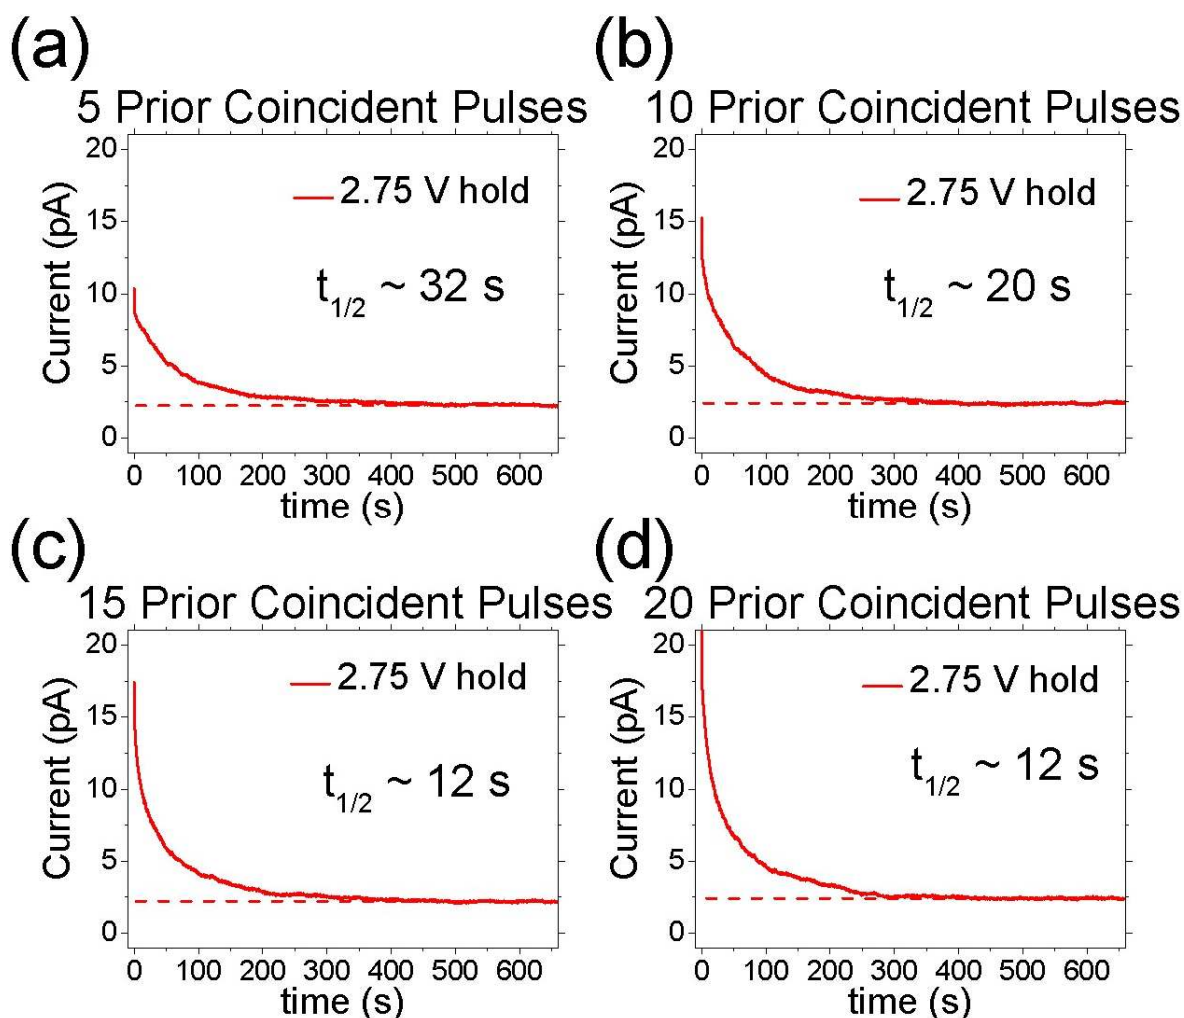 (a)
5 Prior Coincident Pulses
20
15
10
5
0
Current (pA)
2.75 V hold
t1/2 ~ 32 s
0 100 200 300 400 500 600
time (s)
(b)
10 Prior Coincident Pulses
20
15
10
5
0
Current (pA)
2.75 V hold
t1/2 ~ 20 s
0 100 200 300 400 500 600
time (s)
(c)
15 Prior Coincident Pulses
20
15
10
5
0
Current (pA)
2.75 V hold
t1/2 ~ 12 s
0 100 200 300 400 500 600
time (s)
(d)
20 Prior Coincident Pulses
20
15
10
5
0
Current (pA)
2.75 V hold
t1/2 ~ 12 s
0 100 200 300 400 500 600
time (s)